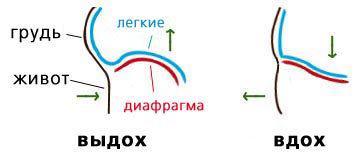 грудь
легкие
живот
диафрагма
выдох
вдох